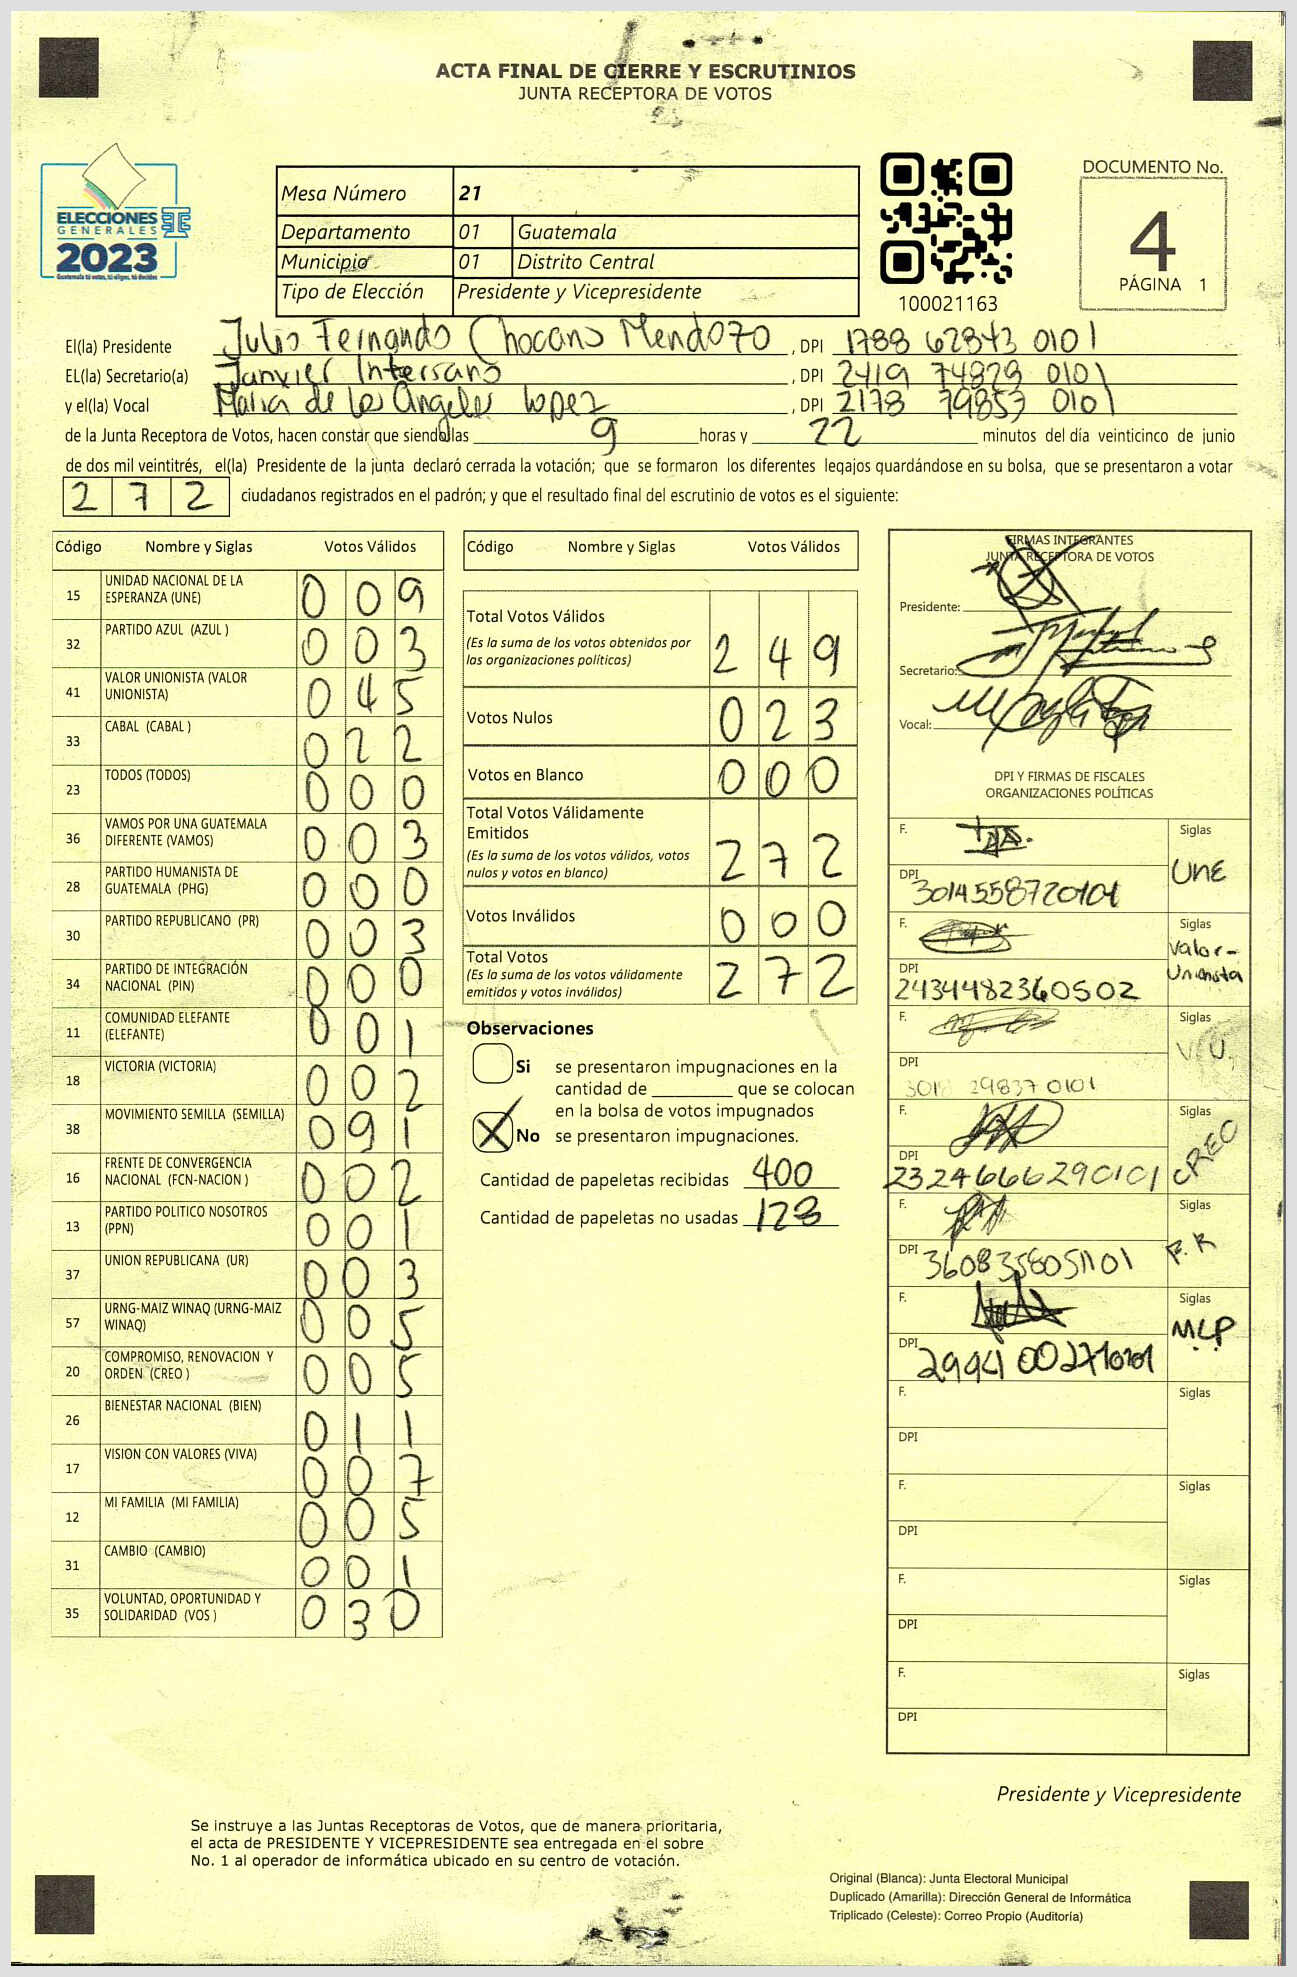 ACTA FINAL DE CIERRE Y ESCRUTINIOS
JUNTA RECEPTORA DE VOTOS
ELECCIONES
GENERALES
2023
Guatemala tú votas, tú eliges, tú decides
Mesa Número 21
Departamento 01 Guatemala
Municipio 01 Distrito Central
Tipo de Elección Presidente y Vicepresidente
100021163
DOCUMENTO No.
4
PÁGINA 1
El(la) Presidente Julio Fernando Chocano Mendozo, DPI 1788 62843 0101
EL(la) Secretario(a) Janvier Interiano, DPI 2419 74829 0101
y el(la) Vocal Maria de Los Angeles Lopez, DPI 2178 79853 0101
de la Junta Receptora de Votos, hacen constar que siendo las 9 horas y 22 minutos del día veinticinco de junio
de dos mil veintitrés, el(la) Presidente de la junta declaró cerrada la votación; que se formaron los diferentes legajos quardándose en su bolsa, que se presentaron a votar
272 ciudadanos registrados en el padrón; y que el resultado final del escrutinio de votos es el siguiente:
Código Nombre y Siglas Votos Válidos
15 UNIDAD NACIONAL DE LA ESPERANZA (UNE) 0 0 9
32 PARTIDO AZUL (AZUL ) 0 0 3
41 VALOR UNIONISTA (VALOR UNIONISTA) 0 4 5
33 CABAL (CABAL ) 0 2 2
23 TODOS (TODOS) 0 0 0
36 VAMOS POR UNA GUATEMALA DIFERENTE (VAMOS) 0 0 3
28 PARTIDO HUMANISTA DE GUATEMALA (PHG) 0 0 0
30 PARTIDO REPUBLICANO (PR) 0 0 3
34 PARTIDO DE INTEGRACIÓN NACIONAL (PIN) 0 0 0
11 COMUNIDAD ELEFANTE (ELEFANTE) 0 0 1
18 VICTORIA (VICTORIA) 0 0 2
38 MOVIMIENTO SEMILLA (SEMILLA) 0 9 1
16 FRENTE DE CONVERGENCIA NACIONAL (FCN-NACION ) 0 0 2
13 PARTIDO POLITICO NOSOTROS (PPN) 0 0 1
37 UNION REPUBLICANA (UR) 0 0 3
57 URNG-MAIZ WINAQ (URNG-MAIZ WINAQ) 0 0 5
20 COMPROMISO, RENOVACION Y ORDEN (CREO ) 0 0 5
26 BIENESTAR NACIONAL (BIEN) 0 1 1
17 VISION CON VALORES (VIVA) 0 0 7
12 MI FAMILIA (MI FAMILIA) 0 0 5
31 CAMBIO (CAMBIO) 0 0 1
35 VOLUNTAD, OPORTUNIDAD Y SOLIDARIDAD (VOS ) 0 3 0
Código Nombre y Siglas Votos Válidos
Total Votos Válidos 2 4 9
(Es la suma de los votos obtenidos por
las organizaciones políticas)
Votos Nulos 0 2 3
Votos en Blanco 0 0 0
Total Votos Válidamente
Emitidos 2 7 2
(Es la suma de los votos válidos, votos
nulos y votos en blanco)
Votos Inválidos 0 0 0
Total Votos 2 7 2
(Es la suma de los votos válidamente
emitidos y votos inválidos)
Observaciones
Si se presentaron impugnaciones en la
cantidad de ________ que se colocan
en la bolsa de votos impugnados
No se presentaron impugnaciones.
Cantidad de papeletas recibidas 400
Cantidad de papeletas no usadas 128
FIRMAS INTEGRANTES
JUNTA RECEPTORA DE VOTOS
Presidente:
Secretario:
Vocal:
DPI Y FIRMAS DE FISCALES
ORGANIZACIONES POLÍTICAS
F. Siglas UNE
DPI 3014558720101
F. Siglas Valor-Unionista
DPI 2434482360502
F. Siglas V.U.
DPI 3018 29837 0101
F. Siglas CREO
DPI 2324666290101
F. Siglas P.R
DPI 3608358051101
F. Siglas MLP
DPI 29941002710101
F. Siglas
DPI
F. Siglas
DPI
F. Siglas
DPI
F. Siglas
DPI
Presidente y Vicepresidente
Se instruye a las Juntas Receptoras de Votos, que de manera prioritaria,
el acta de PRESIDENTE Y VICEPRESIDENTE sea entregada en el sobre
No. 1 al operador de informática ubicado en su centro de votación.
Original (Blanca): Junta Electoral Municipal
Duplicado (Amarilla): Dirección General de Informática
Triplicado (Celeste): Correo Propio (Auditoría)